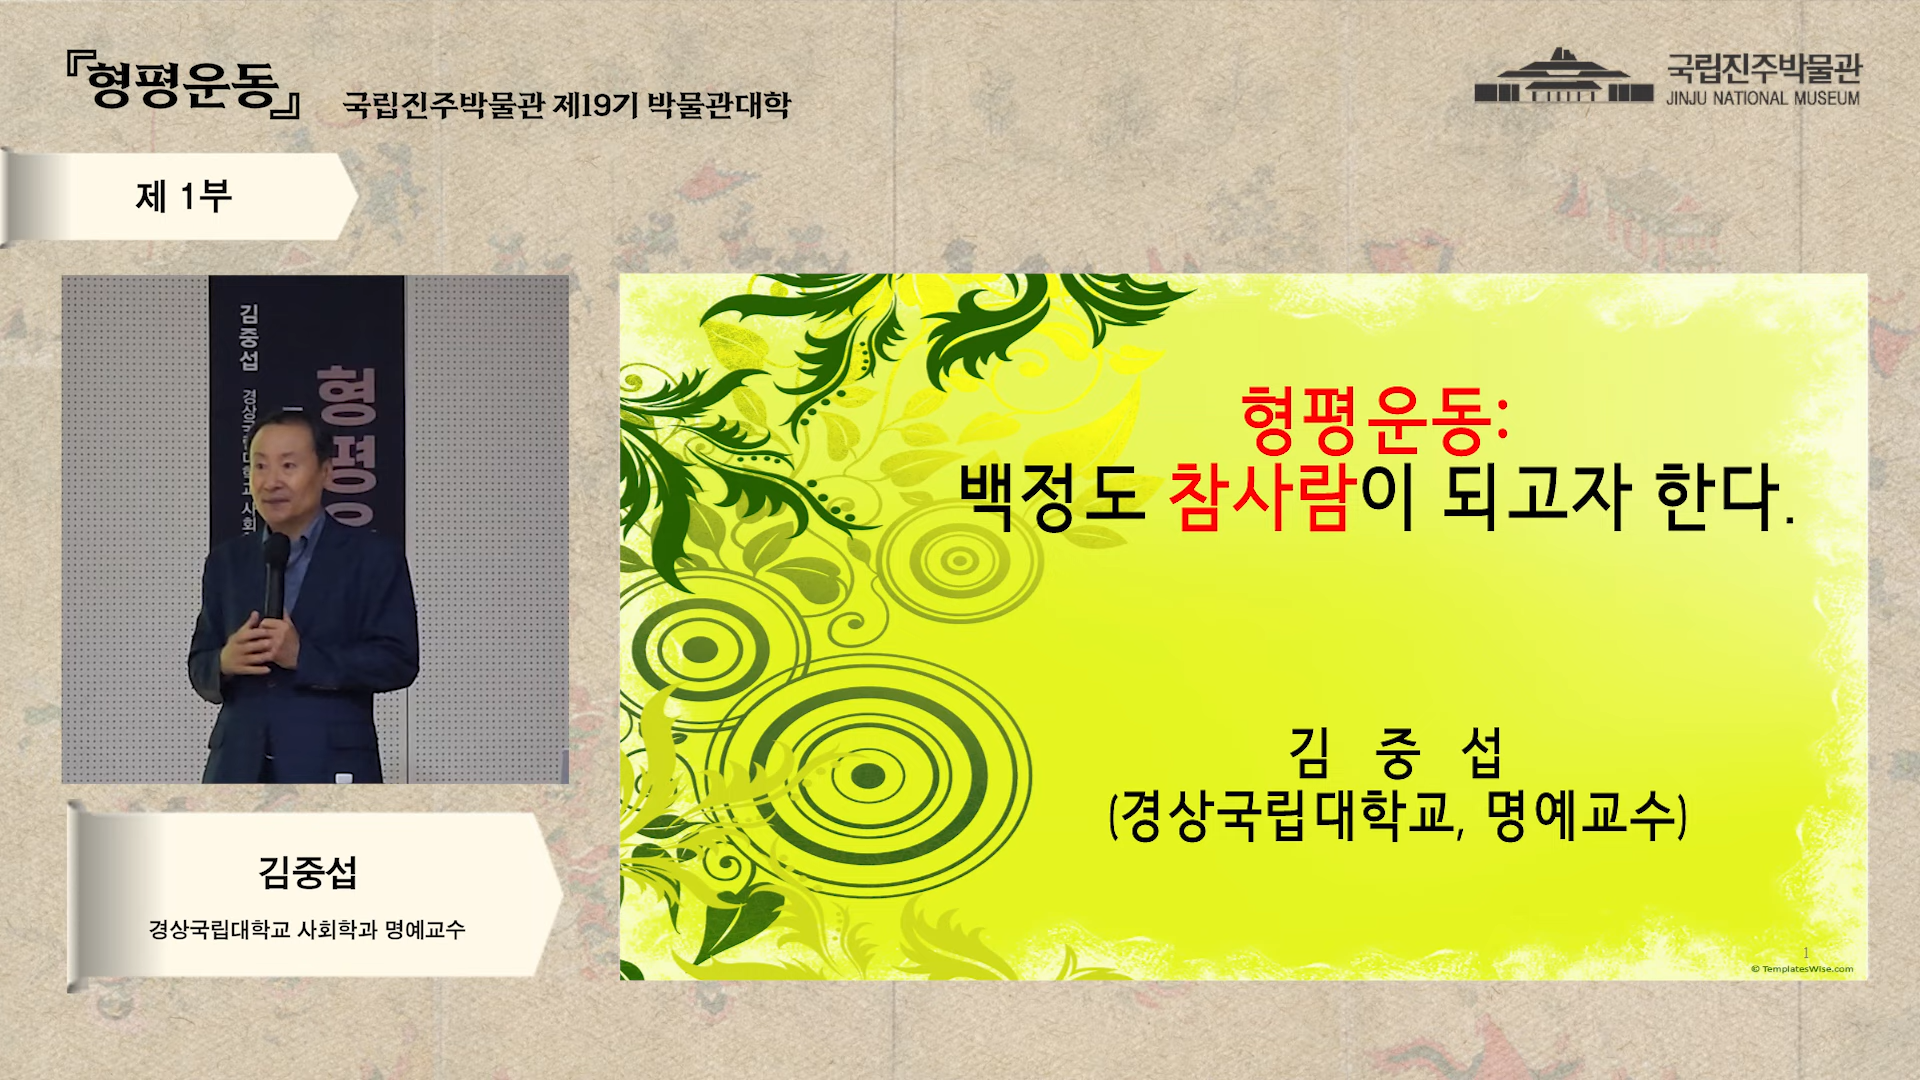 『형평운동』
국립진주박물관 제19기 박물관대학
국립진주박물관
JINJU NATIONAL MUSEUM
제 1부
김중섭
형평운
형평운동:
백정도 참사람이 되고자 한다.
김 중 섭
(경상국립대학교, 명예교수)
1
© TemplatesWise.com
김중섭
경상국립대학교 사회학과 명예교수